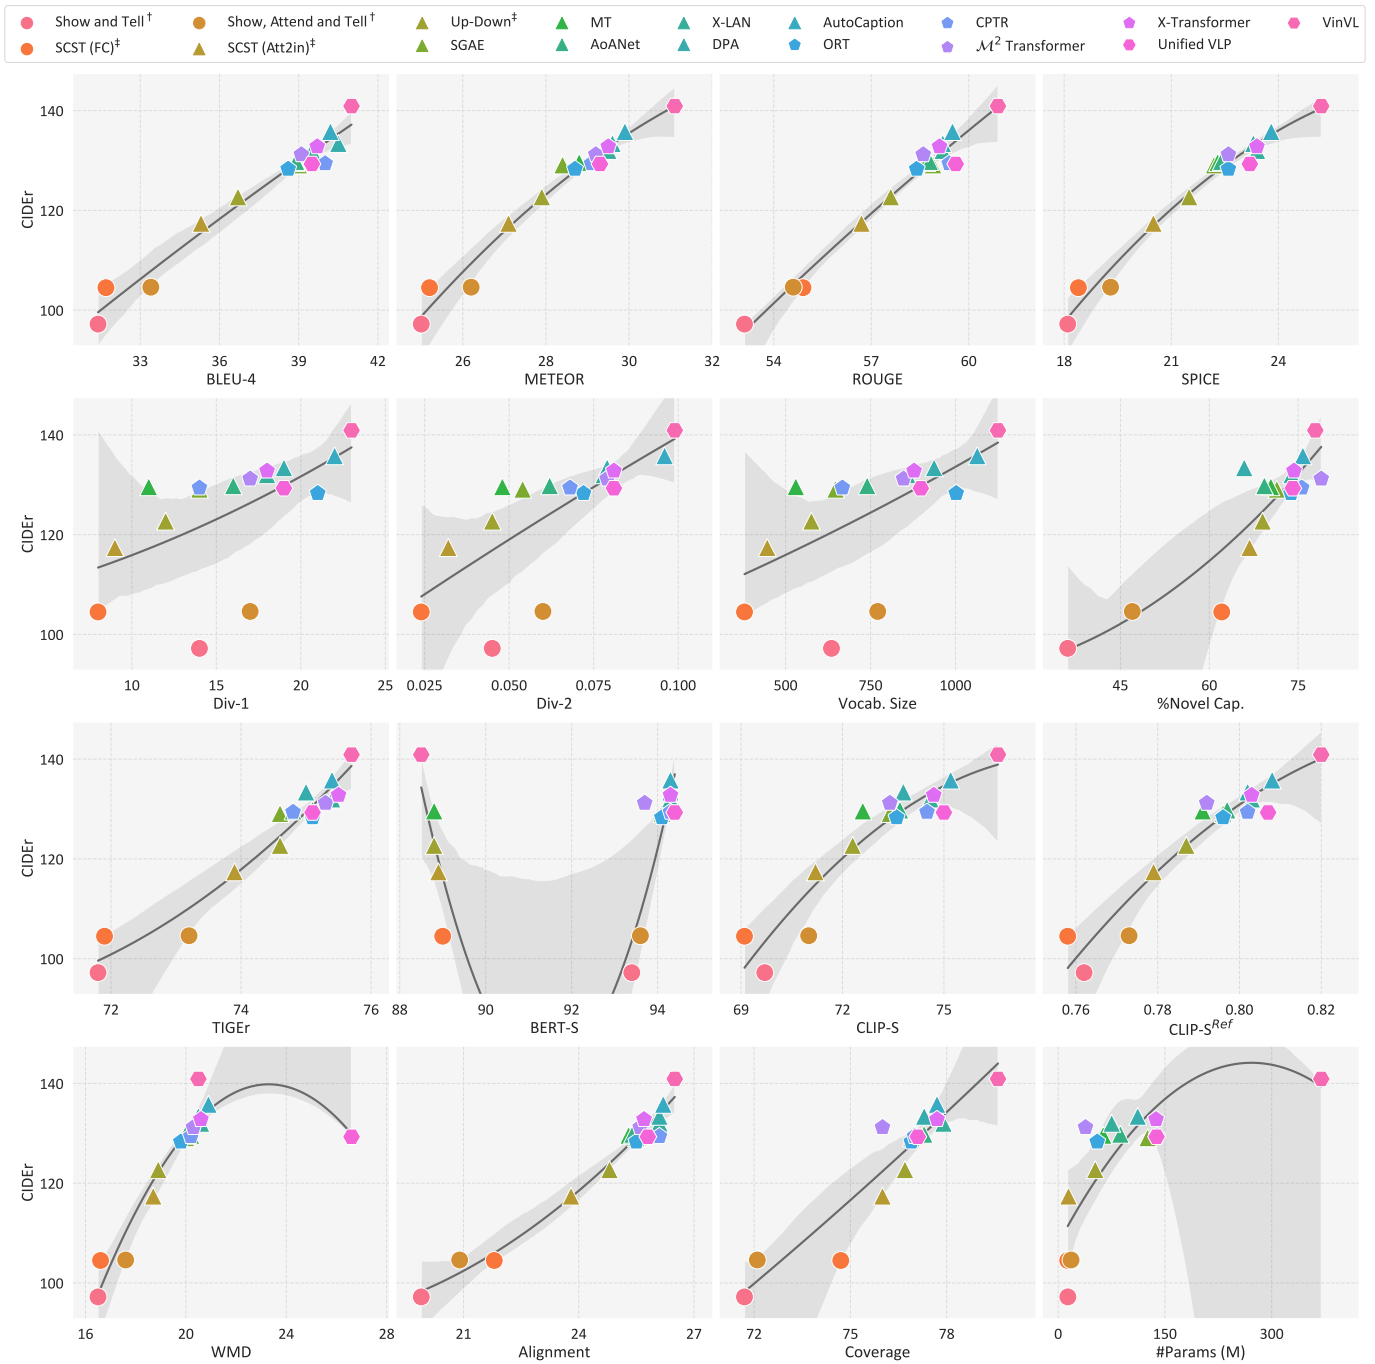 Show and Tell † Show, Attend and Tell † Up-Down‡ MT X-LAN AutoCaption CPTR X-Transformer VinVL
SCST (FC)‡ SCST (Att2in)‡ SGAE AoANet DPA ORT ℳ² Transformer Unified VLP
140
120
100
CIDEr
33 36 39 42
26 28 30 32
54 57 60
18 21 24
BLEU-4 METEOR ROUGE SPICE
140
120
100
CIDEr
10 15 20 25
0.025 0.050 0.075 0.100
500 750 1000
45 60 75
Div-1 Div-2 Vocab. Size %Novel Cap.
140
120
100
CIDEr
72 74 76
88 90 92 94
69 72 75
0.76 0.78 0.80 0.82
TIGEr BERT-S CLIP-S CLIP-S^Ref
140
120
100
CIDEr
16 20 24 28
21 24 27
72 75 78
0 150 300
WMD Alignment Coverage #Params (M)